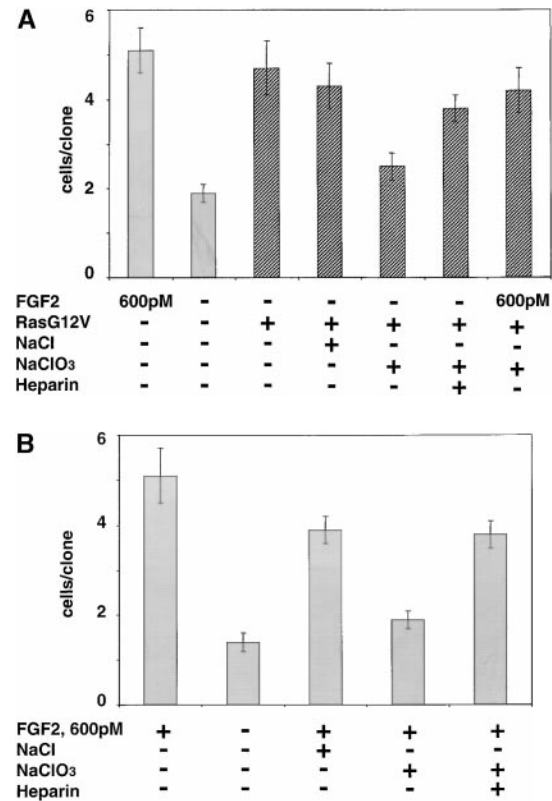 A
6
4
2
0
cells/clone
FGF2 600pM - - - - - 600pM
RasG12V - - + + + + +
NaCl - - - + - - -
NaClO3 - - - - + + +
Heparin - - - - - + -
B
6
4
2
0
cells/clone
FGF2, 600pM + - + + +
NaCl - - + - -
NaClO3 - - - + +
Heparin - - - - +